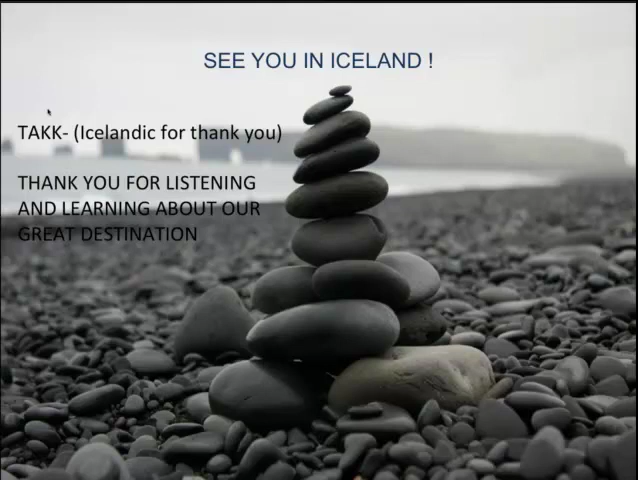 SEE YOU IN ICELAND !
TAKK- (Icelandic for thank you)
THANK YOU FOR LISTENING
AND LEARNING ABOUT OUR
GREAT DESTINATION